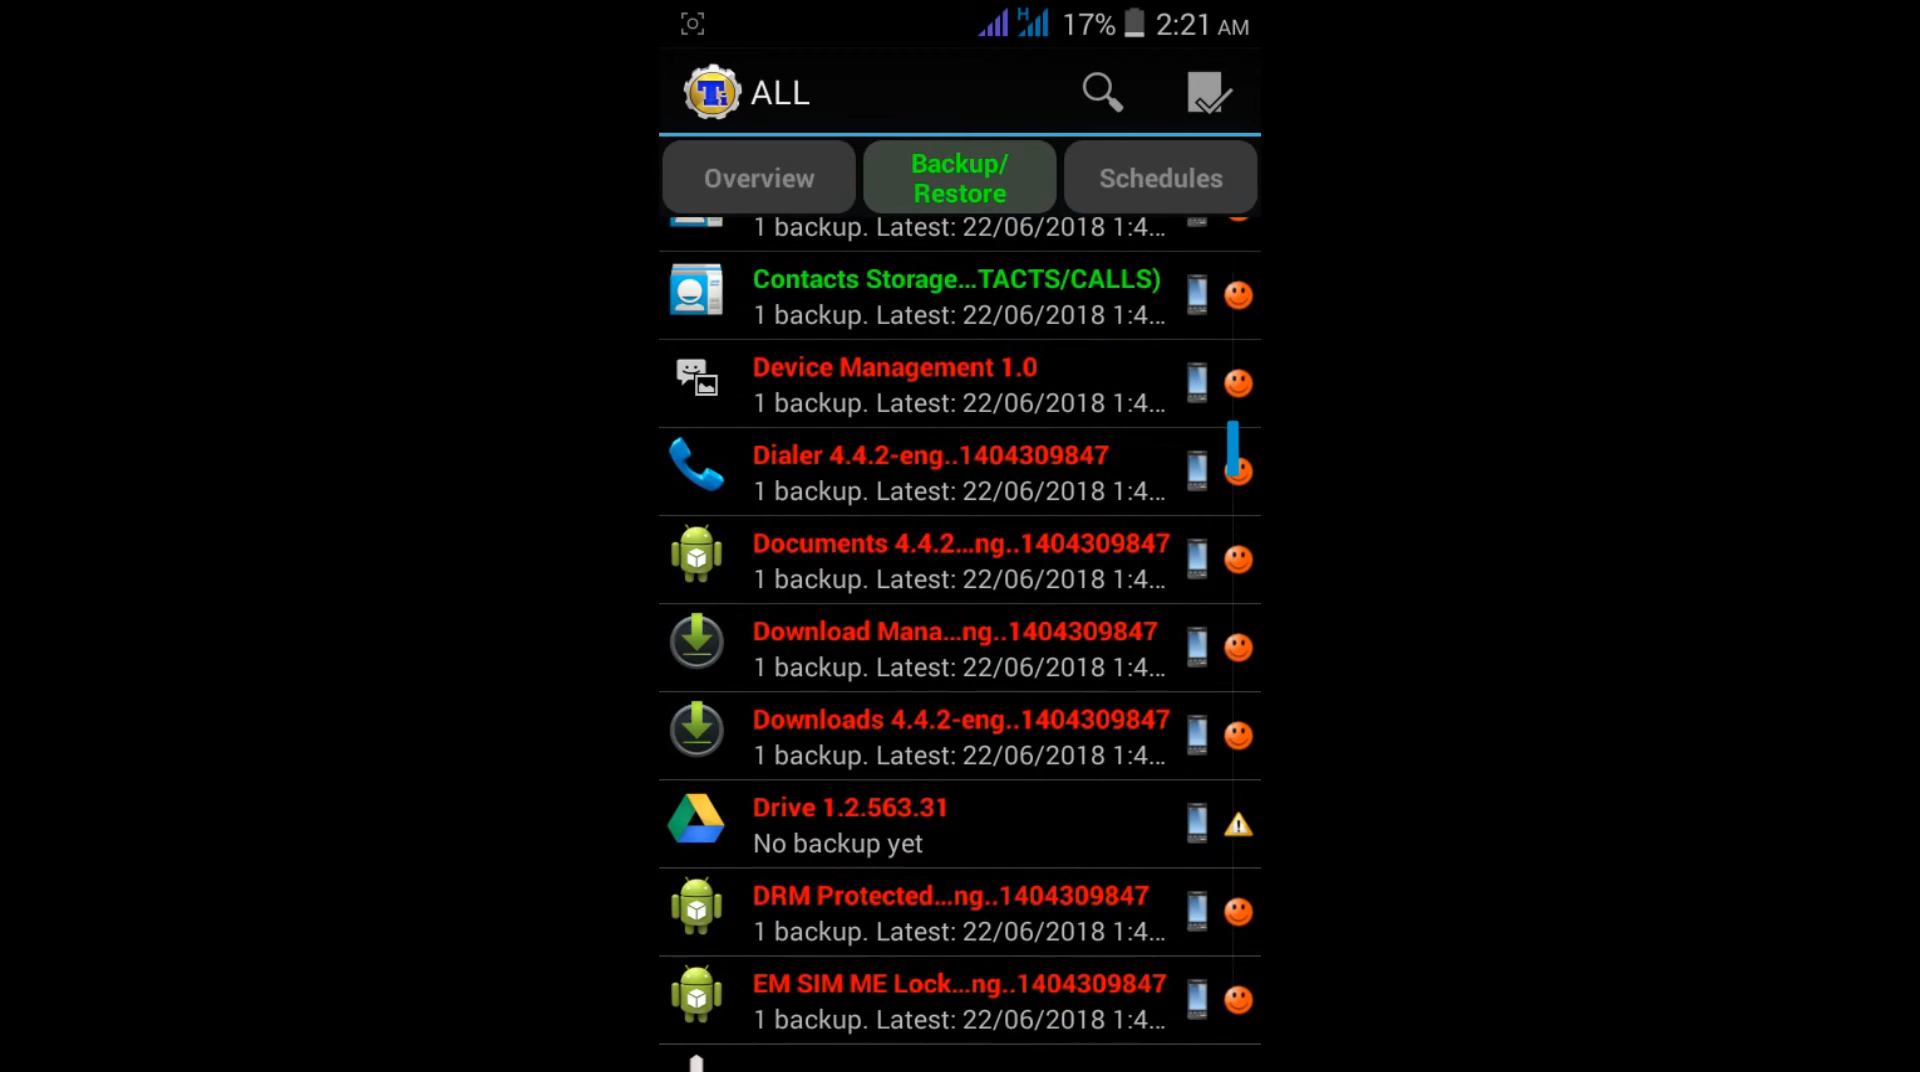 H 17% 2:21 AM
Ti ALL
Overview
Backup/
Restore
Schedules
1 backup. Latest: 22/06/2018 1:4...
Contacts Storage...TACTS/CALLS)
1 backup. Latest: 22/06/2018 1:4...
Device Management 1.0
1 backup. Latest: 22/06/2018 1:4...
Dialer 4.4.2-eng..1404309847
1 backup. Latest: 22/06/2018 1:4...
Documents 4.4.2...ng..1404309847
1 backup. Latest: 22/06/2018 1:4...
Download Mana...ng..1404309847
1 backup. Latest: 22/06/2018 1:4...
Downloads 4.4.2-eng..1404309847
1 backup. Latest: 22/06/2018 1:4...
Drive 1.2.563.31
No backup yet
DRM Protected...ng..1404309847
1 backup. Latest: 22/06/2018 1:4...
EM SIM ME Lock...ng..1404309847
1 backup. Latest: 22/06/2018 1:4...